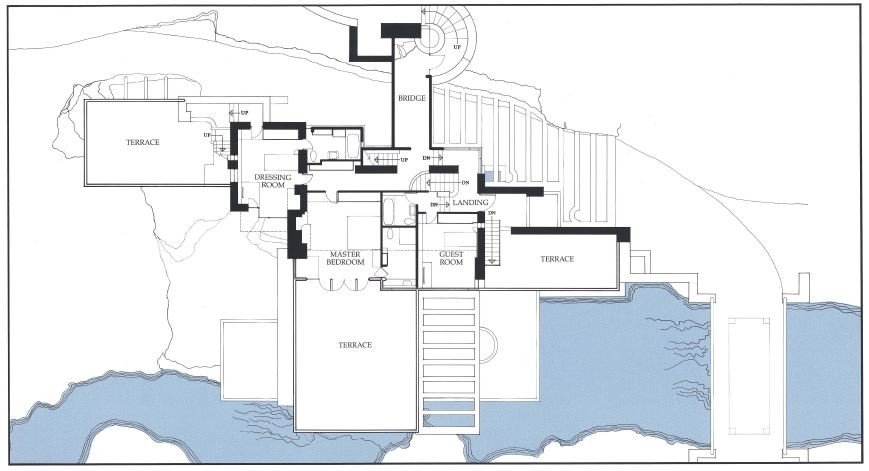 UP
BRIDGE
UP
TERRACE
UP
UP
DN
DRESSING
ROOM
DN
DN
LANDING
DN
MASTER
BEDROOM
GUEST
ROOM
TERRACE
TERRACE